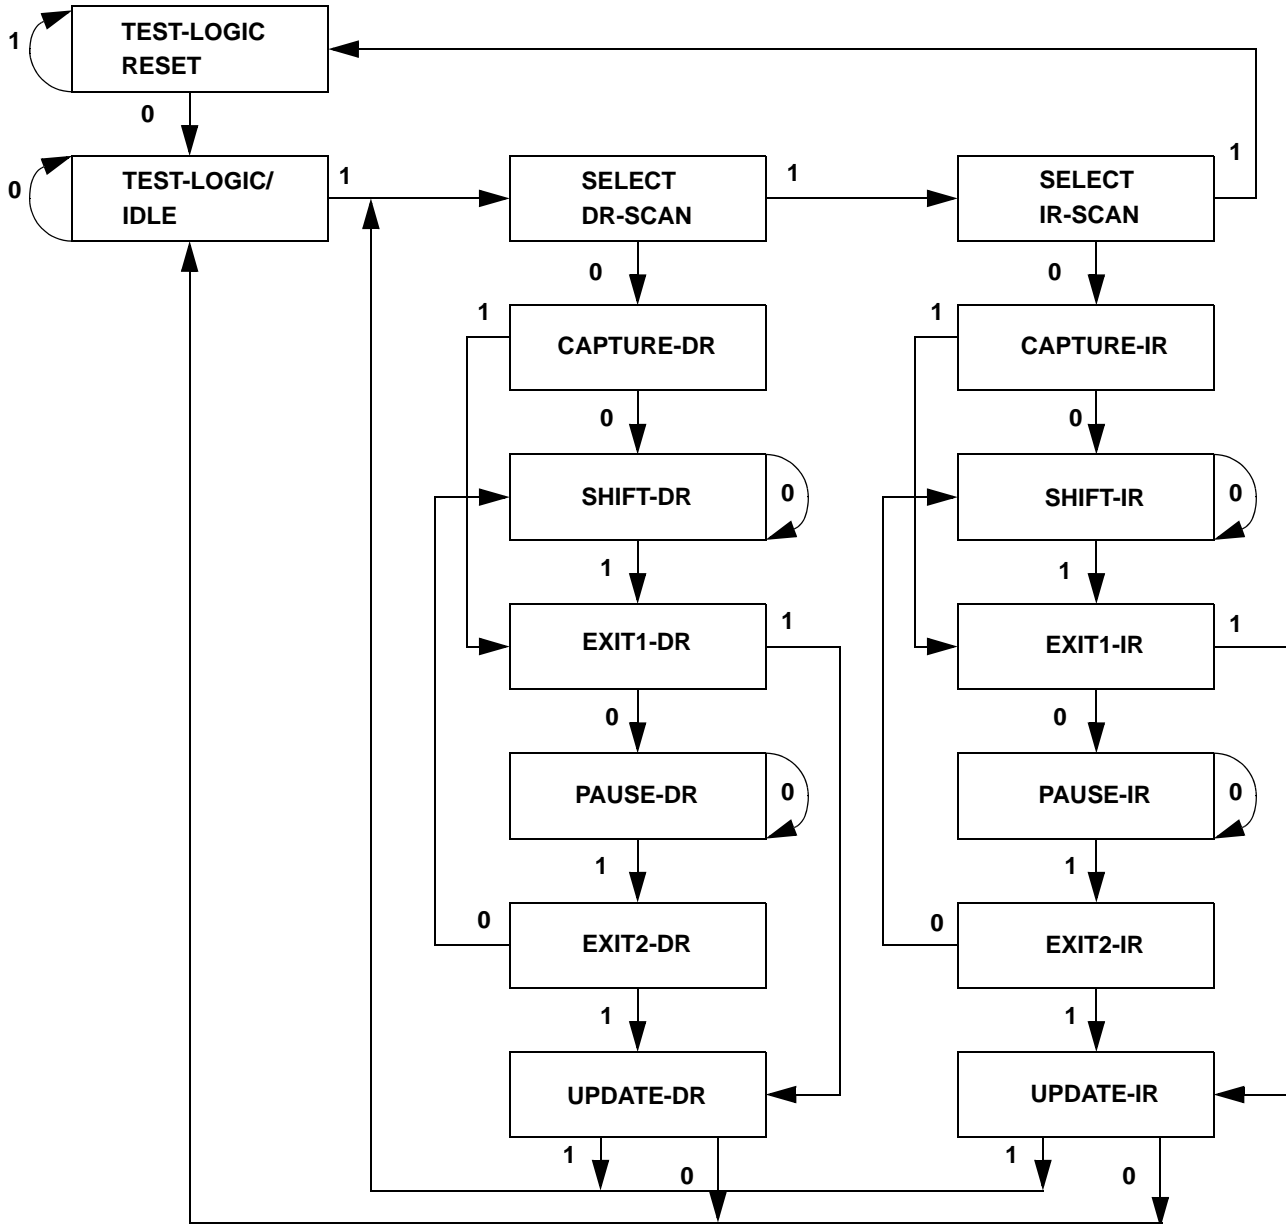 TEST-LOGIC
RESET
1
0
TEST-LOGIC/
IDLE
0
1
SELECT
DR-SCAN
1
SELECT
IR-SCAN
1
0
0
1
CAPTURE-DR
1
CAPTURE-IR
0
0
SHIFT-DR
0
SHIFT-IR
0
1
1
EXIT1-DR
1
EXIT1-IR
1
0
0
PAUSE-DR
0
PAUSE-IR
0
1
1
0
EXIT2-DR
0
EXIT2-IR
1
1
UPDATE-DR
UPDATE-IR
1
0
1
0